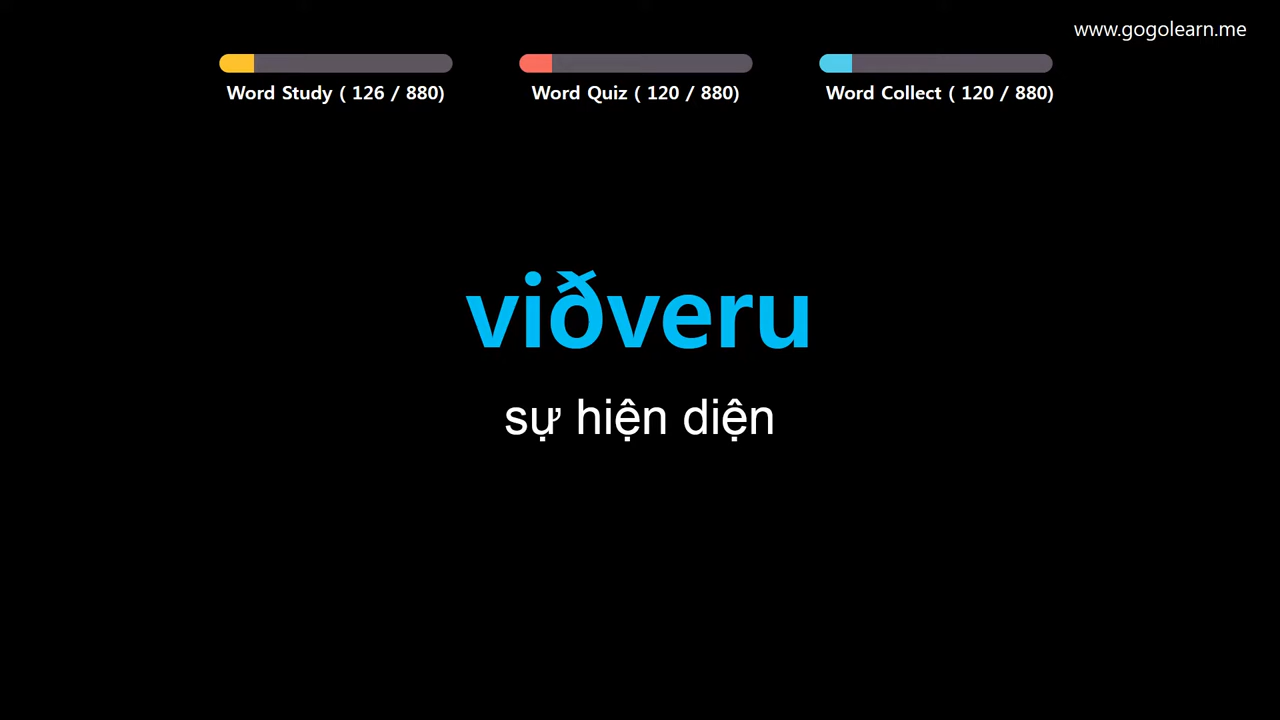 www.gogolearn.me
Word Study ( 126 / 880)
Word Quiz ( 120 / 880)
Word Collect ( 120 / 880)
viðveru
sự hiện diện